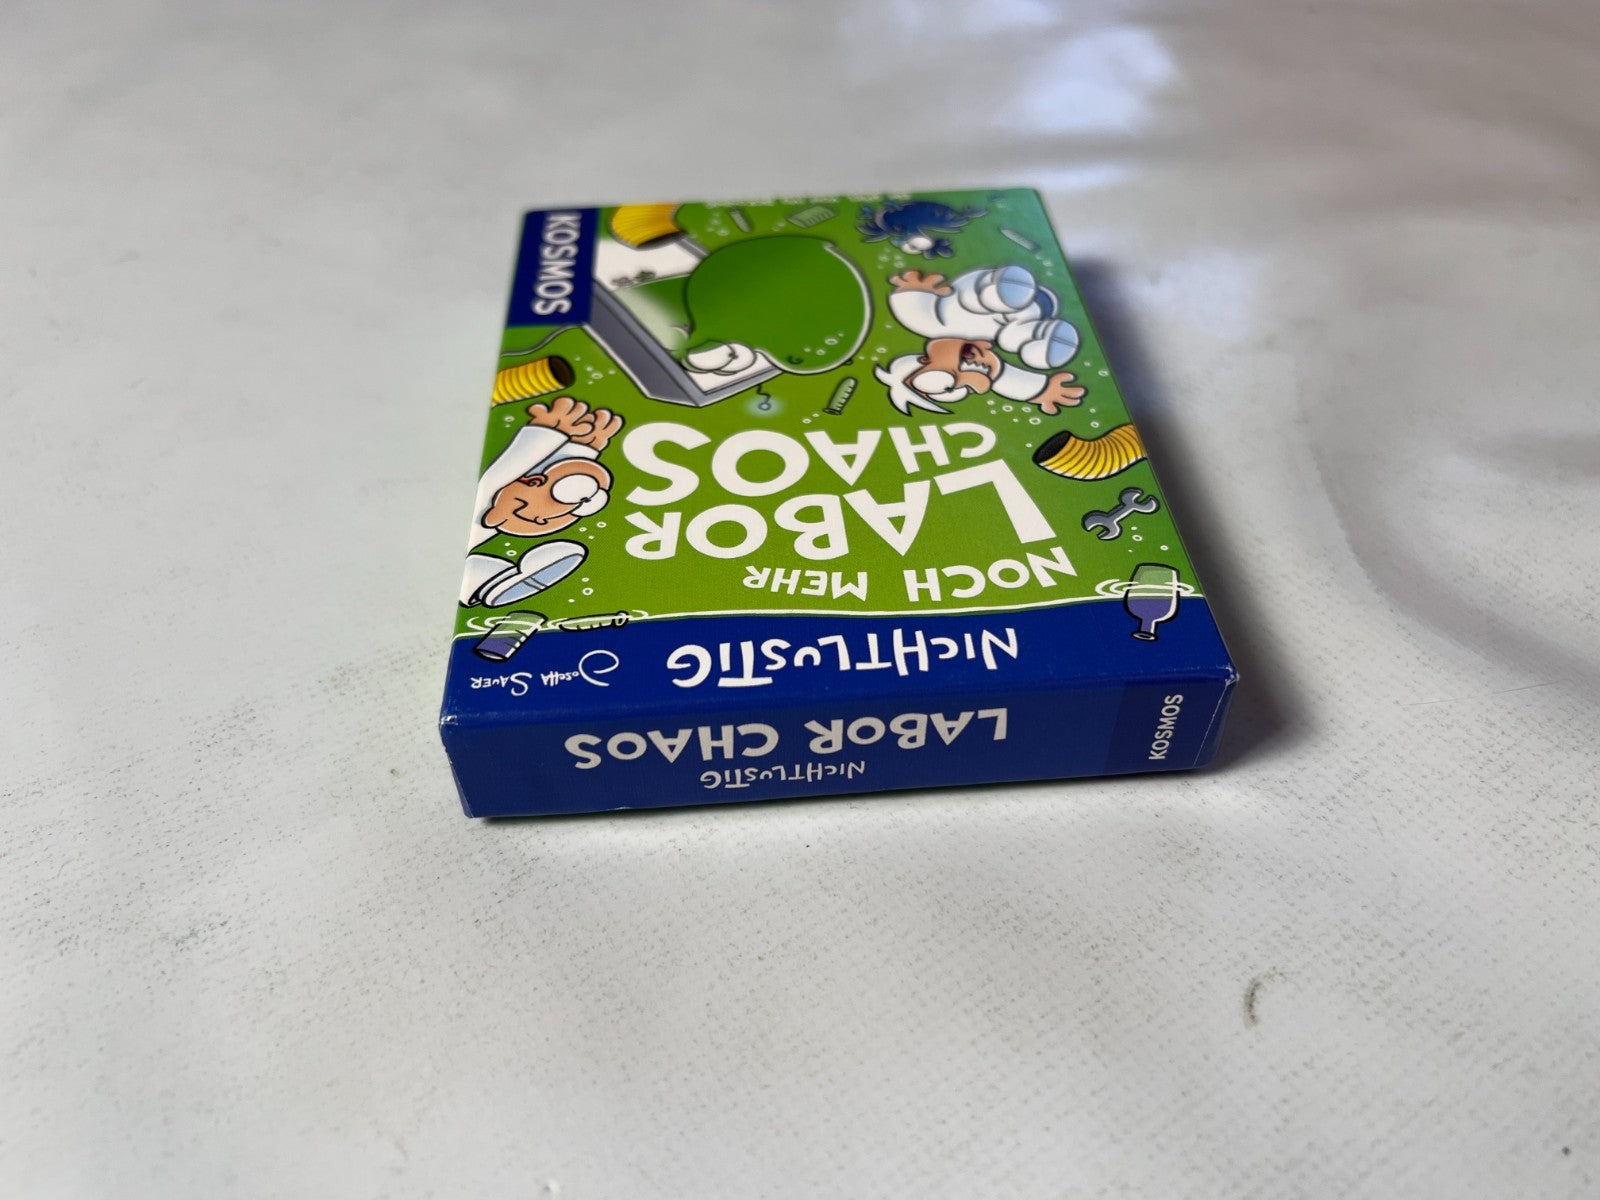 NICHTLUSTIG
JOSCHA SAUER
NOCH MEHR
LABOR
CHAOS
KOSMOS
NICHTLUSTIG
LABOR CHAOS
KOSMOS